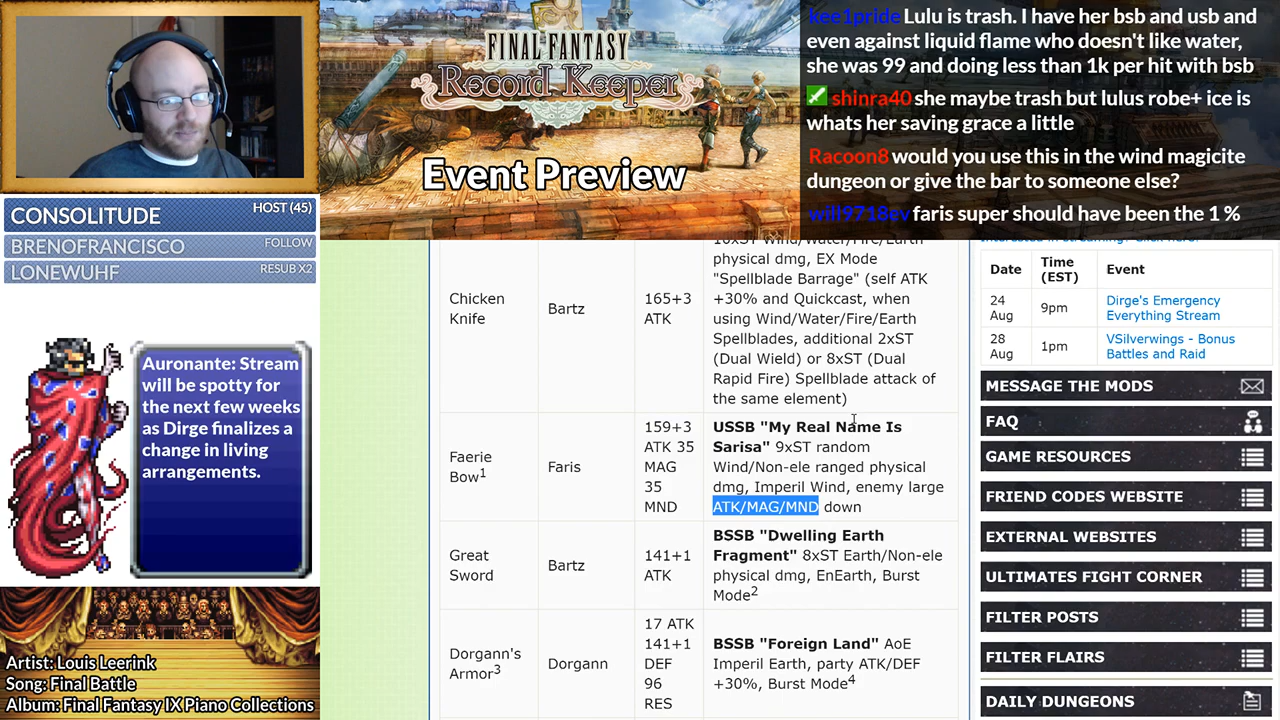 FINAL FANTASY
Record Keeper
Event Preview
kee1pride Lulu is trash. I have her bsb and usb and
even against liquid flame who doesn't like water,
she was 99 and doing less than 1k per hit with bsb
shinra40 she maybe trash but lulus robe+ ice is
whats her saving grace a little
Racoon8 would you use this in the wind magicite
dungeon or give the bar to someone else?
will9718ev faris super should have been the 1 %
CONSOLITUDE
HOST (45)
BRENOFRANCISCO
FOLLOW
LONEWUHF
RESUB X2
Auronante: Stream
will be spotty for
the next few weeks
as Dirge finalizes a
change in living
arrangements.
Artist: Louis Leerink
Song: Final Battle
Album: Final Fantasy IX Piano Collections
Chicken
Knife
Bartz
165+3
ATK
10xST Wind/Water/Fire/Earth
physical dmg, EX Mode
"Spellblade Barrage" (self ATK
+30% and Quickcast, when
using Wind/Water/Fire/Earth
Spellblades, additional 2xST
(Dual Wield) or 8xST (Dual
Rapid Fire) Spellblade attack of
the same element)
Faerie
Bow1
Faris
159+3
ATK 35
MAG
35
MND
USSB "My Real Name Is
Sarisa" 9xST random
Wind/Non-ele ranged physical
dmg, Imperil Wind, enemy large
ATK/MAG/MND down
Great
Sword
Bartz
141+1
ATK
BSSB "Dwelling Earth
Fragment" 8xST Earth/Non-ele
physical dmg, EnEarth, Burst
Mode2
Dorgann's
Armor3
Dorgann
17 ATK
141+1
DEF
96
RES
BSSB "Foreign Land" AoE
Imperil Earth, party ATK/DEF
+30%, Burst Mode4
Interested in streaming? Click here!
Date
Time
(EST)
Event
24
Aug
9pm
Dirge's Emergency
Everything Stream
28
Aug
1pm
VSilverwings - Bonus
Battles and Raid
MESSAGE THE MODS
FAQ
GAME RESOURCES
FRIEND CODES WEBSITE
EXTERNAL WEBSITES
ULTIMATES FIGHT CORNER
FILTER POSTS
FILTER FLAIRS
DAILY DUNGEONS